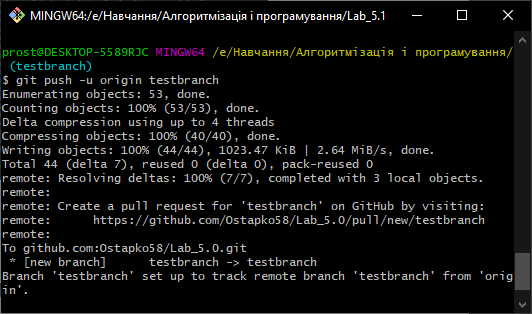 MINGW64:/e/Навчання/Алгоритмізація і програмування/Lab_5.1
prost@DESKTOP-5589RJC MINGW64 /e/Навчання/Алгоритмізація і програмування/
(testbranch)
$ git push -u origin testbranch
Enumerating objects: 53, done.
Counting objects: 100% (53/53), done.
Delta compression using up to 4 threads
Compressing objects: 100% (40/40), done.
Writing objects: 100% (44/44), 1023.47 KiB | 2.64 MiB/s, done.
Total 44 (delta 7), reused 0 (delta 0), pack-reused 0
remote: Resolving deltas: 100% (7/7), completed with 3 local objects.
remote:
remote: Create a pull request for 'testbranch' on GitHub by visiting:
remote:      https://github.com/Ostapko58/Lab_5.0/pull/new/testbranch
remote:
To github.com:Ostapko58/Lab_5.0.git
 * [new branch]      testbranch -> testbranch
Branch 'testbranch' set up to track remote branch 'testbranch' from 'orig
in'.